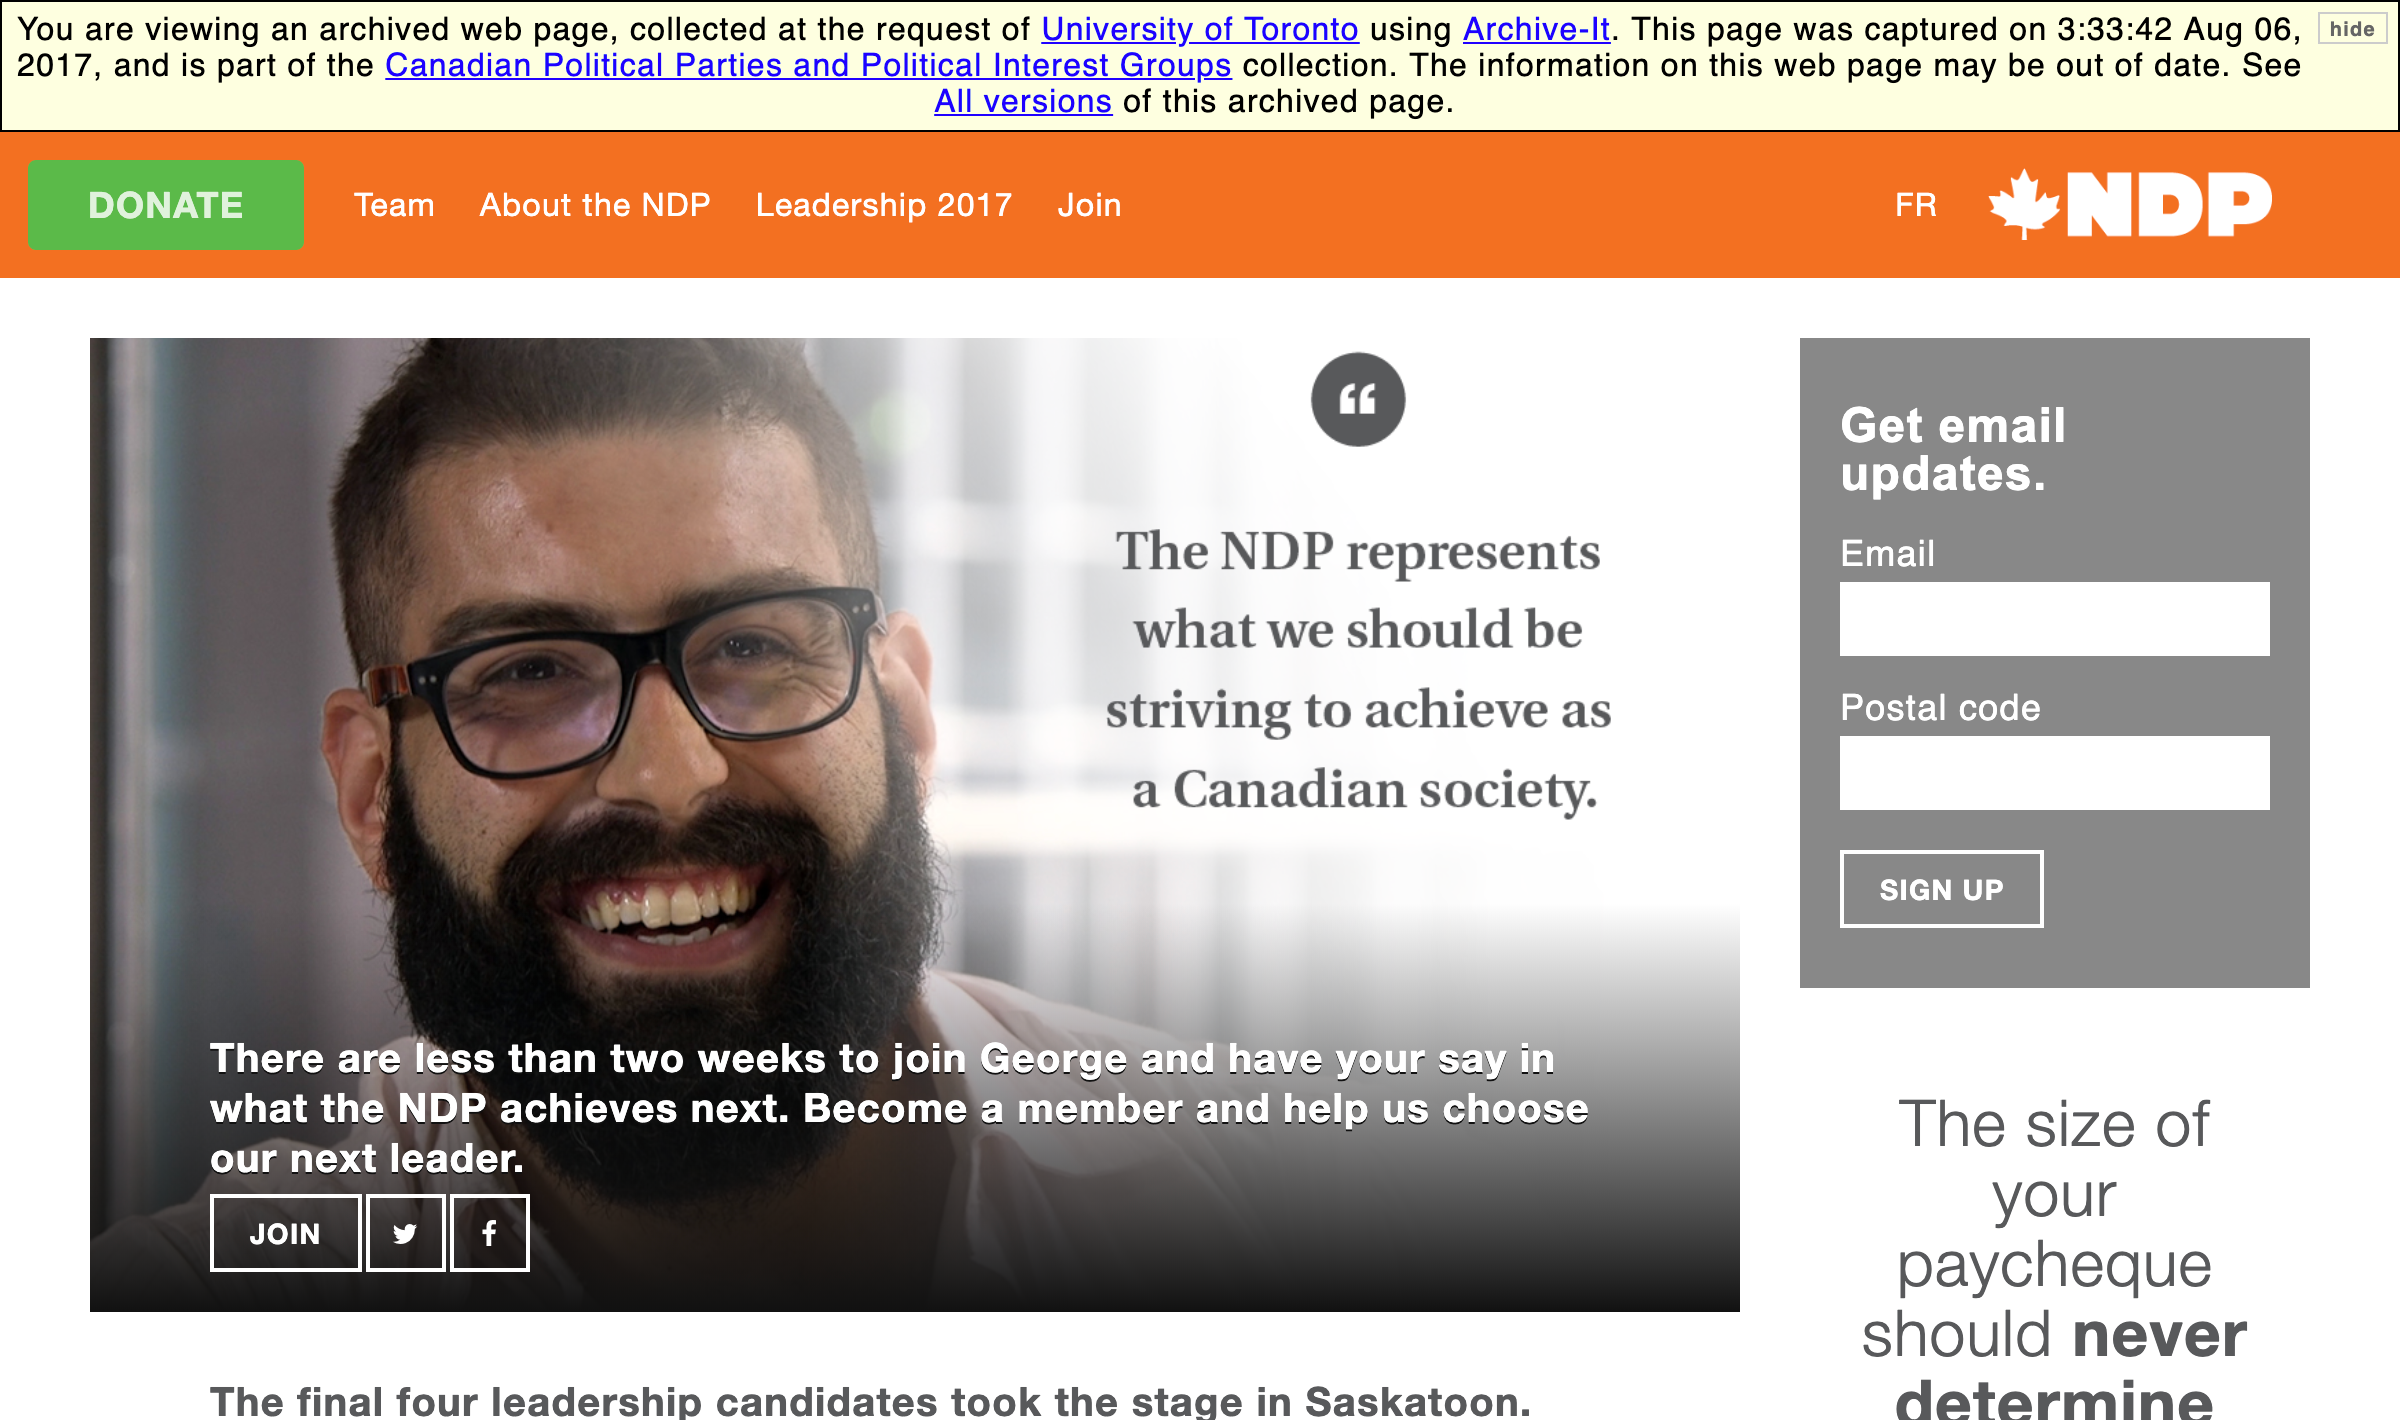 You are viewing an archived web page, collected at the request of University of Toronto using Archive-It. This page was captured on 3:33:42 Aug 06,
2017, and is part of the Canadian Political Parties and Political Interest Groups collection. The information on this web page may be out of date. See
All versions of this archived page.
hide
DONATE
Team
About the NDP
Leadership 2017
Join
FR
NDP
“
The NDP represents
what we should be
striving to achieve as
a Canadian society.
There are less than two weeks to join George and have your say in
what the NDP achieves next. Become a member and help us choose
our next leader.
JOIN
The final four leadership candidates took the stage in Saskatoon.
Get email
updates.
Email
Postal code
SIGN UP
The size of
your
paycheque
should never
determine